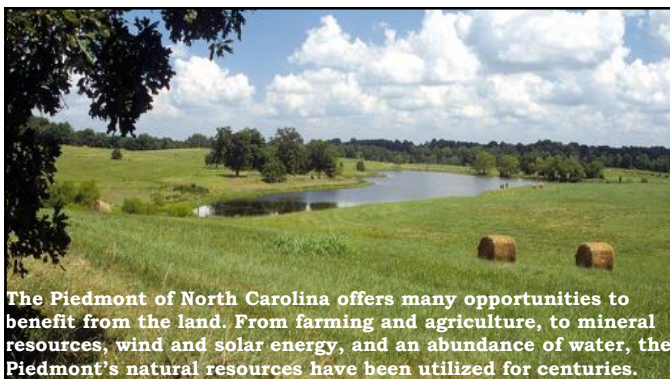 The Piedmont of North Carolina offers many opportunities to
benefit from the land. From farming and agriculture, to mineral
resources, wind and solar energy, and an abundance of water, the
Piedmont’s natural resources have been utilized for centuries.